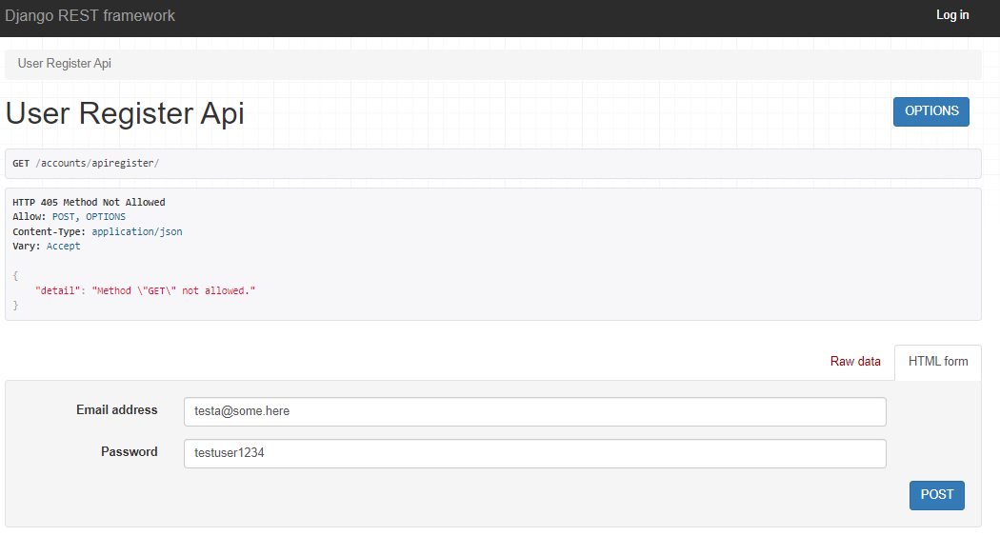 Django REST framework
Log in
User Register Api
User Register Api
OPTIONS
GET /accounts/apiregister/
HTTP 405 Method Not Allowed
Allow: POST, OPTIONS
Content-Type: application/json
Vary: Accept
{
    "detail": "Method \"GET\" not allowed."
}
Raw data
HTML form
Email address
testa@some.here
Password
testuser1234
POST